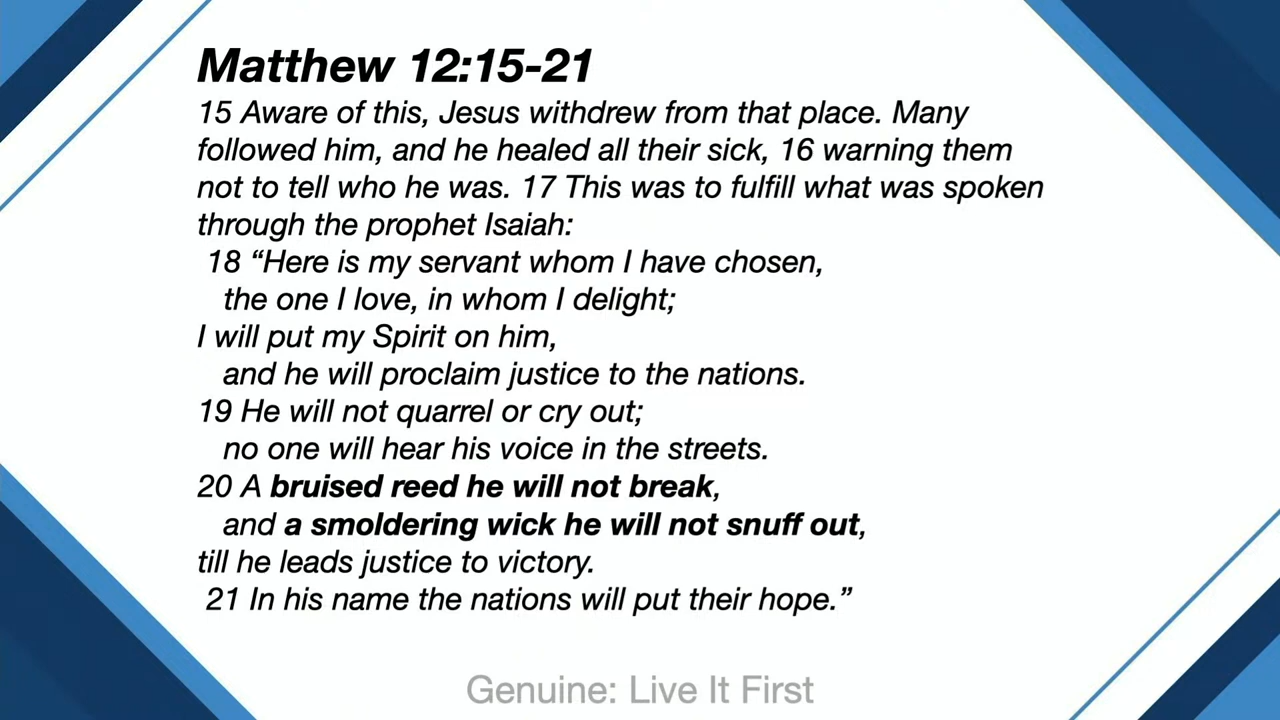 Matthew 12:15-21
15 Aware of this, Jesus withdrew from that place. Many
followed him, and he healed all their sick, 16 warning them
not to tell who he was. 17 This was to fulfill what was spoken
through the prophet Isaiah:
18 “Here is my servant whom I have chosen,
the one I love, in whom I delight;
I will put my Spirit on him,
and he will proclaim justice to the nations.
19 He will not quarrel or cry out;
no one will hear his voice in the streets.
20 A bruised reed he will not break,
and a smoldering wick he will not snuff out,
till he leads justice to victory.
21 In his name the nations will put their hope.”
Genuine: Live It First